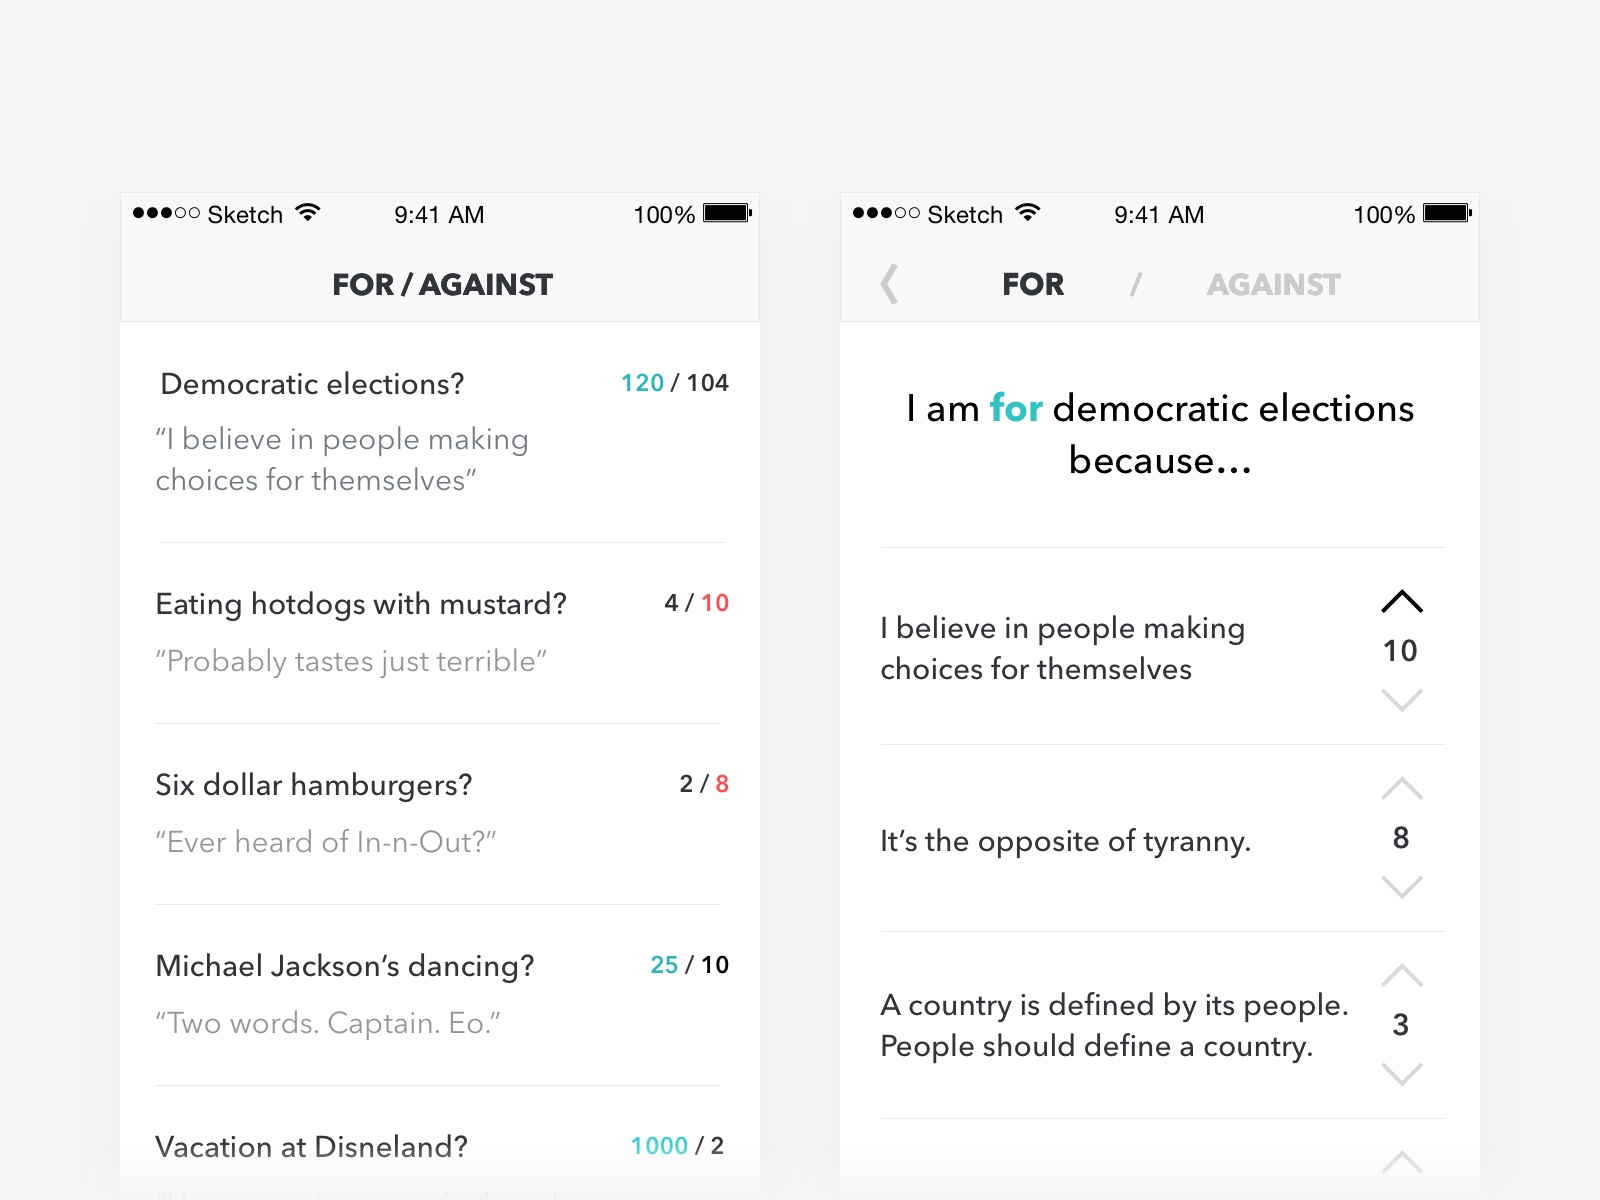 Sketch 9:41 AM 100%
FOR / AGAINST
Democratic elections? 120 / 104
“I believe in people making
choices for themselves”
Eating hotdogs with mustard? 4 / 10
“Probably tastes just terrible”
Six dollar hamburgers? 2 / 8
“Ever heard of In-n-Out?”
Michael Jackson’s dancing? 25 / 10
“Two words. Captain. Eo.”
Vacation at Disneland? 1000 / 2
Sketch 9:41 AM 100%
FOR / AGAINST
I am for democratic elections
because...
I believe in people making
choices for themselves
10
It’s the opposite of tyranny.
8
A country is defined by its people.
People should define a country.
3